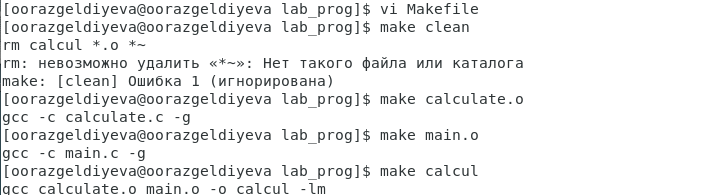 [oorazgeldiyeva@oorazgeldiyeva lab_prog]$ vi Makefile
[oorazgeldiyeva@oorazgeldiyeva lab_prog]$ make clean
rm calcul *.o *~
rm: невозможно удалить «*~»: Нет такого файла или каталога
make: [clean] Ошибка 1 (игнорирована)
[oorazgeldiyeva@oorazgeldiyeva lab_prog]$ make calculate.o
gcc -c calculate.c -g
[oorazgeldiyeva@oorazgeldiyeva lab_prog]$ make main.o
gcc -c main.c -g
[oorazgeldiyeva@oorazgeldiyeva lab_prog]$ make calcul
gcc calculate.o main.o -o calcul -lm